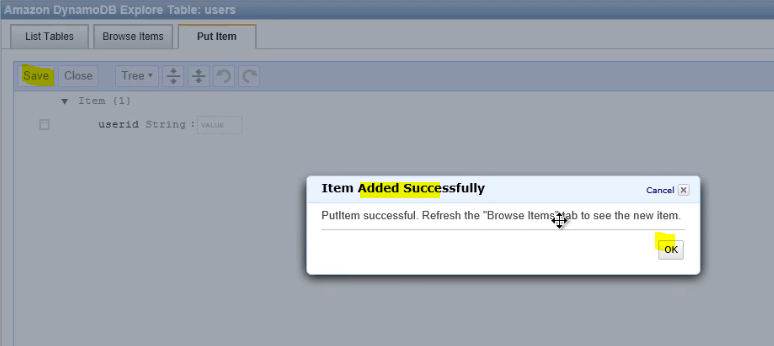 Amazon DynamoDB Explore Table: users
List Tables Browse Items Put Item
Save Close Tree
Item {1}
userid String : VALUE
Item Added Successfully
Cancel
PutItem successful. Refresh the "Browse Items" tab to see the new item.
OK